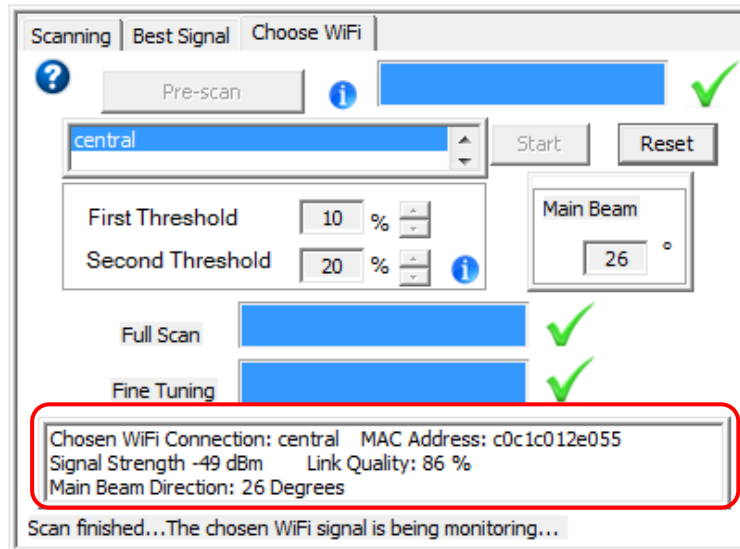 Scanning Best Signal Choose WiFi
?
Pre-scan i
central Start Reset
First Threshold 10 %
Second Threshold 20 % i
Main Beam
26 °
Full Scan
Fine Tuning
Chosen WiFi Connection: central MAC Address: c0c1c012e055
Signal Strength -49 dBm Link Quality: 86 %
Main Beam Direction: 26 Degrees
Scan finished...The chosen WiFi signal is being monitoring...